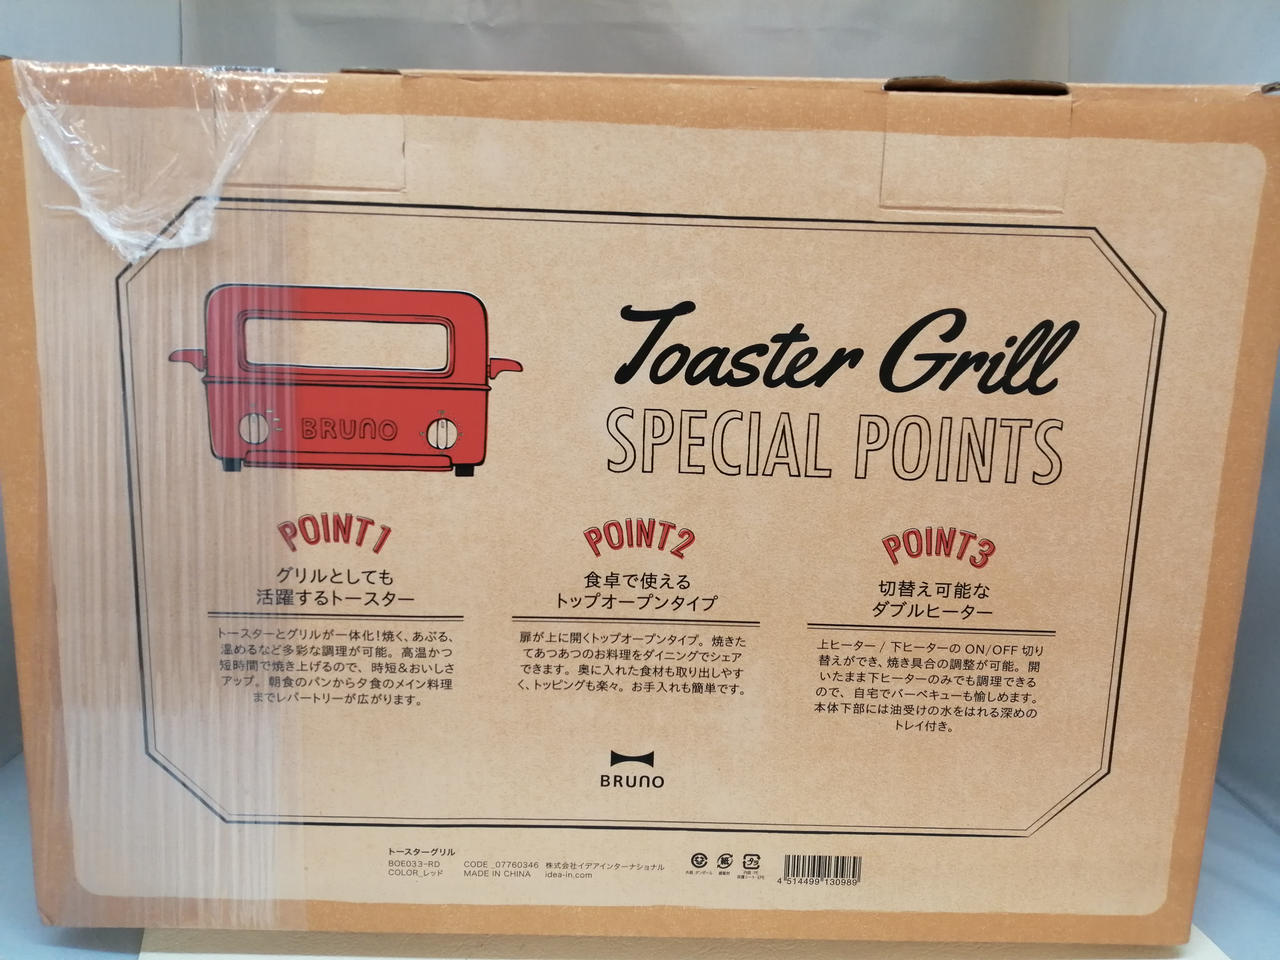 BRUNO
Toaster Grill
SPECIAL POINTS
POINT1
グリルとしても
活躍するトースター
トースターとグリルが一体化！焼く、あぶる、
温めるなど多彩な調理が可能。高温かつ
短時間で焼き上げるので、時短&おいしさ
アップ。朝食のパンから夕食のメイン料理
までレパートリーが広がります。
POINT2
食卓で使える
トップオープンタイプ
扉が上に開くトップオープンタイプ。焼きた
てあつあつのお料理をダイニングでシェア
できます。奥に入れた食材も取り出しやす
く、トッピングも楽々。お手入れも簡単です。
POINT3
切替え可能な
ダブルヒーター
上ヒーター / 下ヒーターの ON/OFF 切り
替えができ、焼き具合の調整が可能。開
いたまま下ヒーターのみでも調理できる
ので、自宅でバーベキューも愉しめます。
本体下部には油受けの水をはれる深めの
トレイ付き。
BRUNO
トースターグリル
BOE033-RD CODE_07760346 株式会社イデアインターナショナル
COLOR_レッド MADE IN CHINA idea-in.com
紙
プラ
4 514499 130989